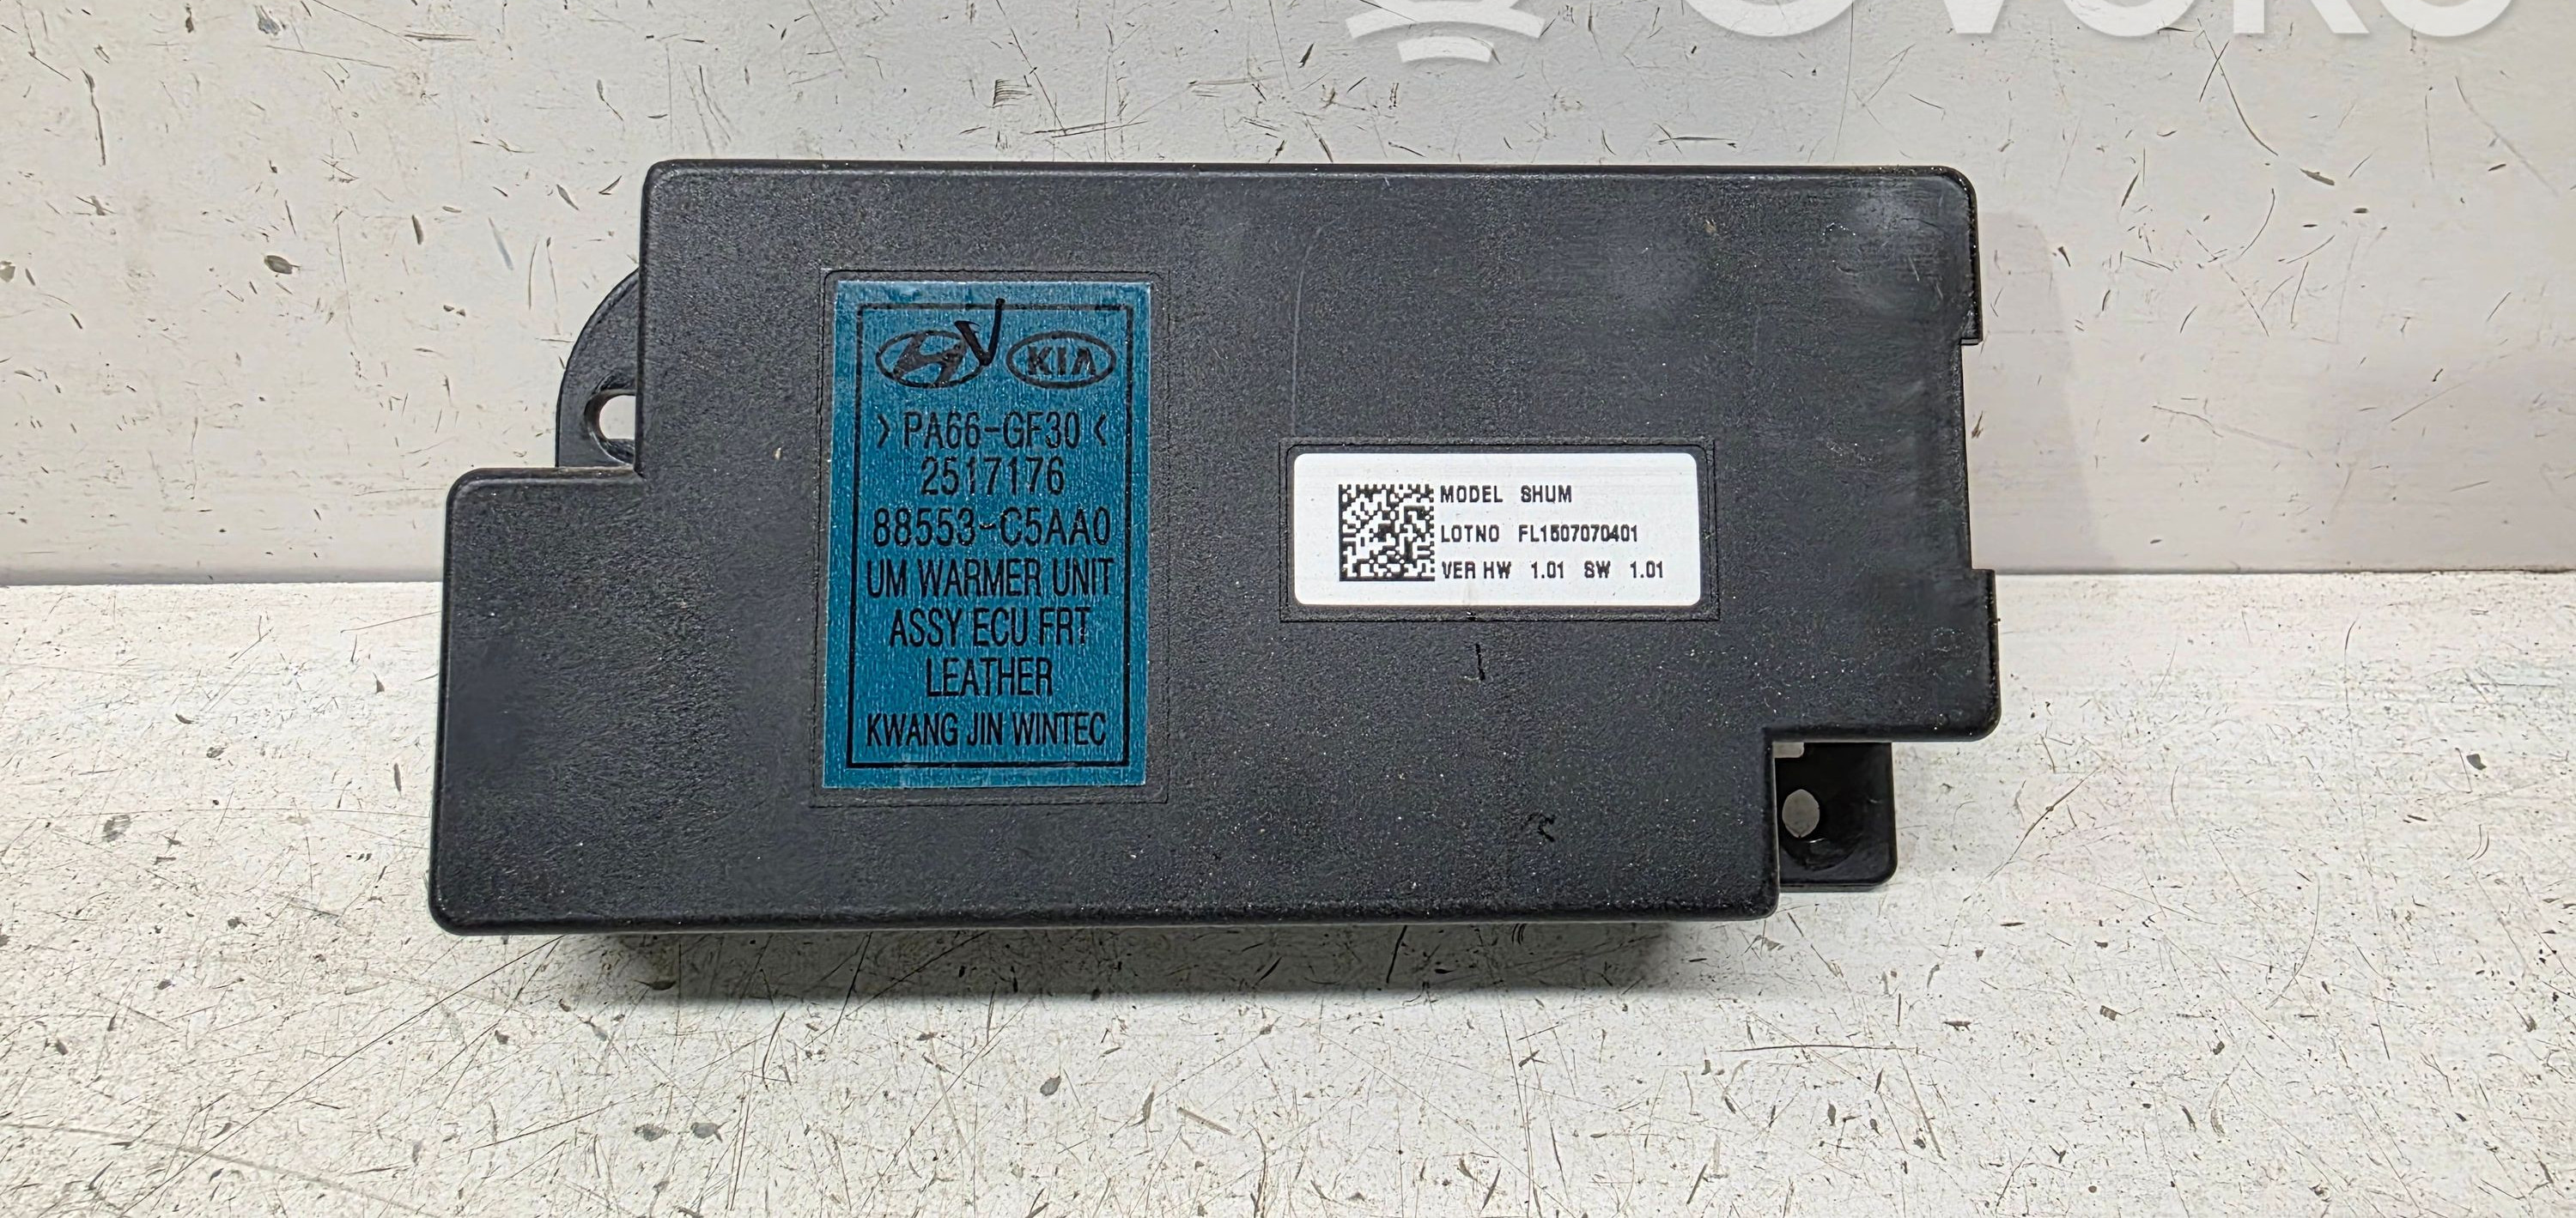 KIA
>PA66-GF30<
2517176
88553-C5AA0
UM WARMER UNIT
ASSY ECU FRT
LEATHER
KWANG JIN WINTEC
MODEL SHUM
LOTNO FL1507070401
VER HW 1.01 SW 1.01